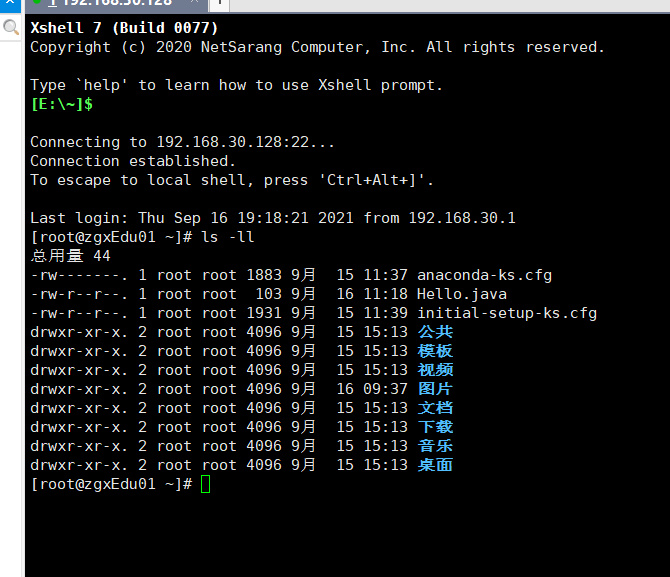 192.168.30.128
Xshell 7 (Build 0077)
Copyright (c) 2020 NetSarang Computer, Inc. All rights reserved.
Type `help' to learn how to use Xshell prompt.
[E:\~]$
Connecting to 192.168.30.128:22...
Connection established.
To escape to local shell, press 'Ctrl+Alt+]'.
Last login: Thu Sep 16 19:18:21 2021 from 192.168.30.1
[root@zgxEdu01 ~]# ls -ll
总用量 44
-rw-------. 1 root root 1883 9月  15 11:37 anaconda-ks.cfg
-rw-r--r--. 1 root root  103 9月  16 11:18 Hello.java
-rw-r--r--. 1 root root 1931 9月  15 11:39 initial-setup-ks.cfg
drwxr-xr-x. 2 root root 4096 9月  15 15:13 公共
drwxr-xr-x. 2 root root 4096 9月  15 15:13 模板
drwxr-xr-x. 2 root root 4096 9月  15 15:13 视频
drwxr-xr-x. 2 root root 4096 9月  16 09:37 图片
drwxr-xr-x. 2 root root 4096 9月  15 15:13 文档
drwxr-xr-x. 2 root root 4096 9月  15 15:13 下载
drwxr-xr-x. 2 root root 4096 9月  15 15:13 音乐
drwxr-xr-x. 2 root root 4096 9月  15 15:13 桌面
[root@zgxEdu01 ~]#